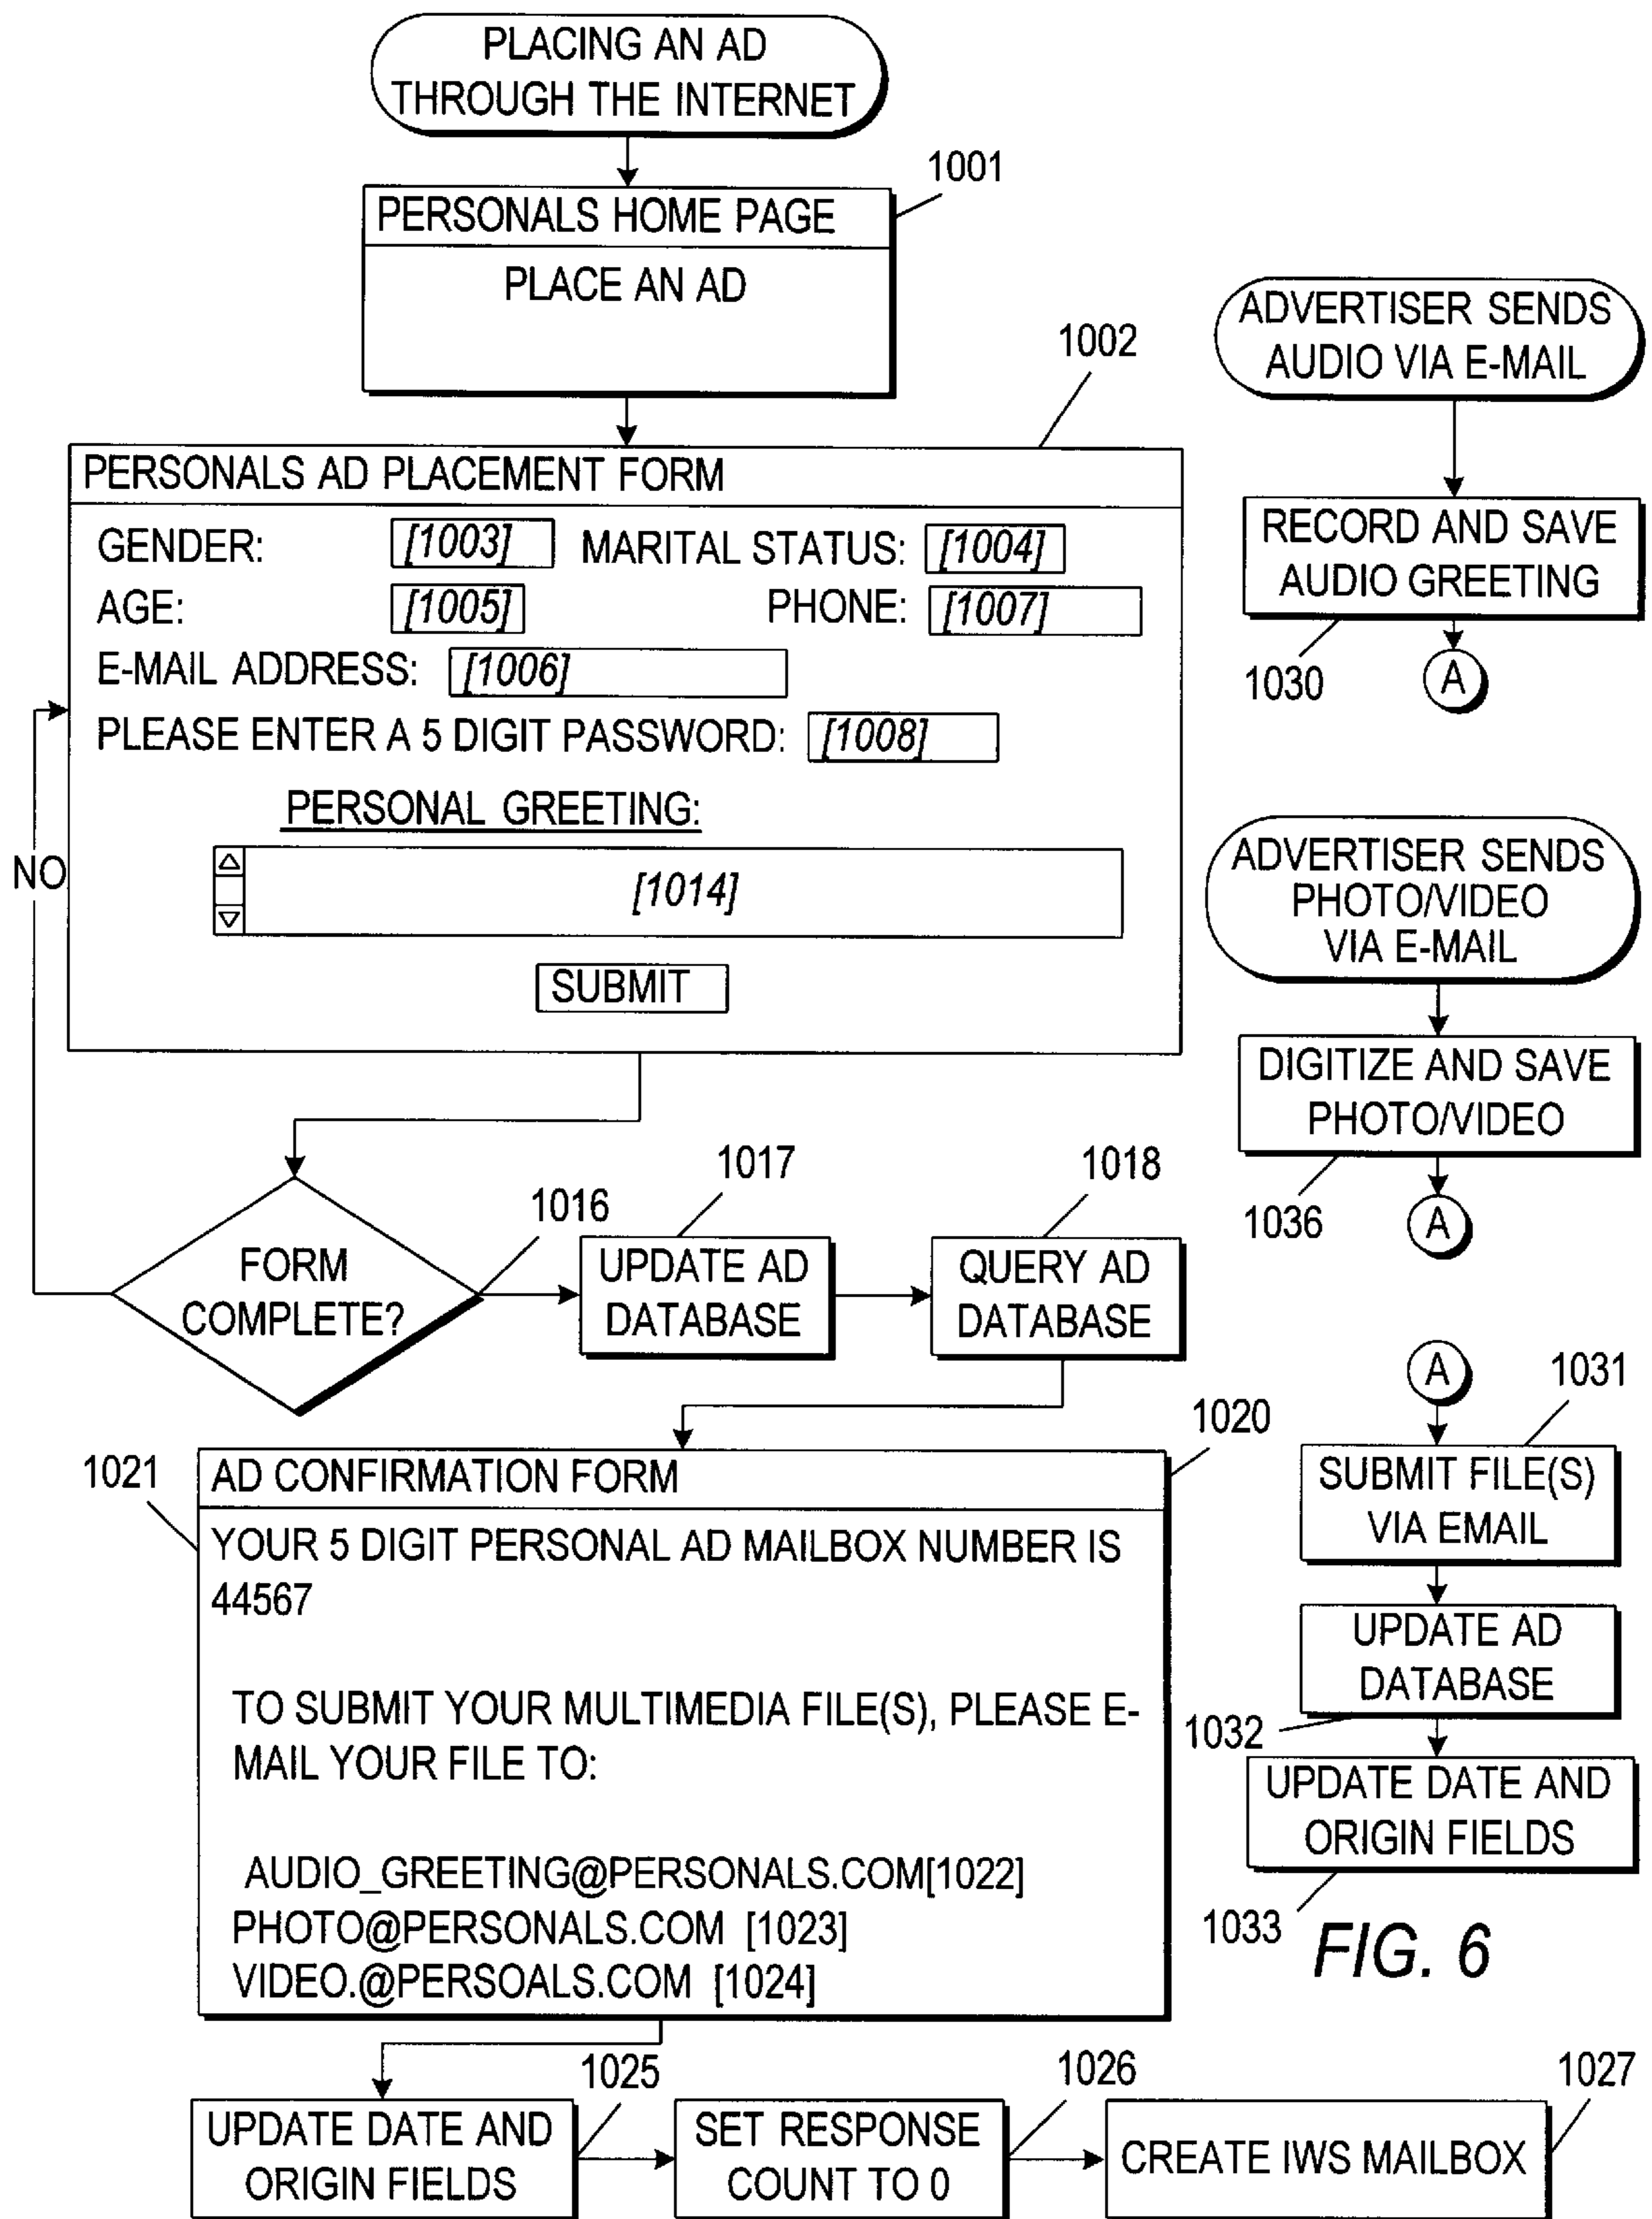 PLACING AN AD
THROUGH THE INTERNET
1001
PERSONALS HOME PAGE
PLACE AN AD
1002
PERSONALS AD PLACEMENT FORM
GENDER: [1003] MARITAL STATUS: [1004]
AGE: [1005] PHONE: [1007]
E-MAIL ADDRESS: [1006]
PLEASE ENTER A 5 DIGIT PASSWORD: [1008]
PERSONAL GREETING:
[1014]
SUBMIT
NO
FORM
COMPLETE?
1016
1017
UPDATE AD
DATABASE
1018
QUERY AD
DATABASE
1020
1021
AD CONFIRMATION FORM
YOUR 5 DIGIT PERSONAL AD MAILBOX NUMBER IS
44567
TO SUBMIT YOUR MULTIMEDIA FILE(S), PLEASE E-
MAIL YOUR FILE TO:
AUDIO_GREETING@PERSONALS.COM[1022]
PHOTO@PERSONALS.COM [1023]
VIDEO.@PERSOALS.COM [1024]
1025
UPDATE DATE AND
ORIGIN FIELDS
1026
SET RESPONSE
COUNT TO 0
1027
CREATE IWS MAILBOX
ADVERTISER SENDS
AUDIO VIA E-MAIL
RECORD AND SAVE
AUDIO GREETING
1030
A
ADVERTISER SENDS
PHOTO/VIDEO
VIA E-MAIL
DIGITIZE AND SAVE
PHOTO/VIDEO
1036
A
A
1031
SUBMIT FILE(S)
VIA EMAIL
UPDATE AD
DATABASE
1032
UPDATE DATE AND
ORIGIN FIELDS
1033
FIG. 6